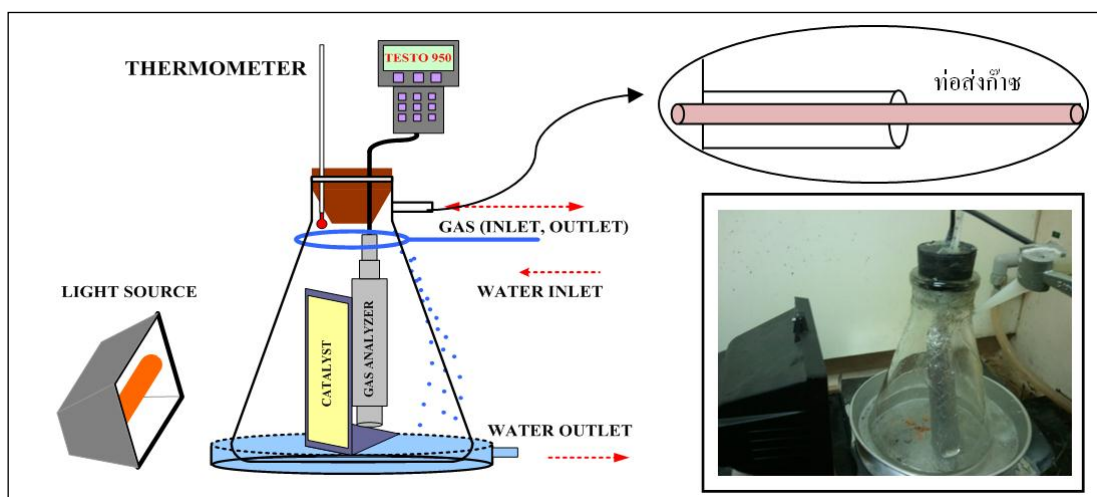 TESTO 950
THERMOMETER
ท่อส่งก๊าซ
GAS (INLET, OUTLET)
WATER INLET
LIGHT SOURCE
CATALYST
GAS ANALYZER
WATER OUTLET